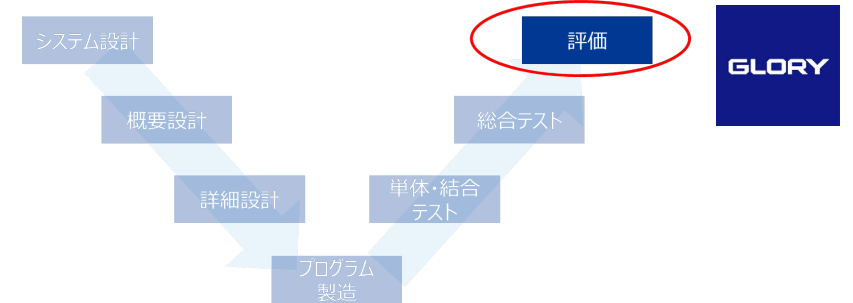 システム設計
評価
GLORY
概要設計
総合テスト
詳細設計
単体・結合
テスト
プログラム
製造